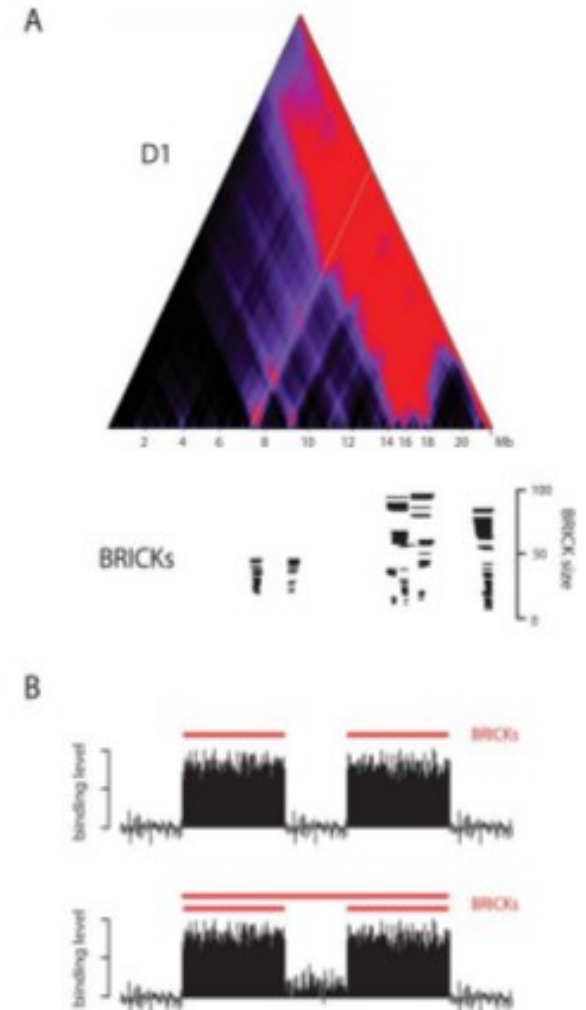 A
D1
2 4 6 8 10 12 14 16 18 20 Mb
BRICKs
100
50
0
BRICK size
B
BRICKs
binding level
BRICKs
binding level